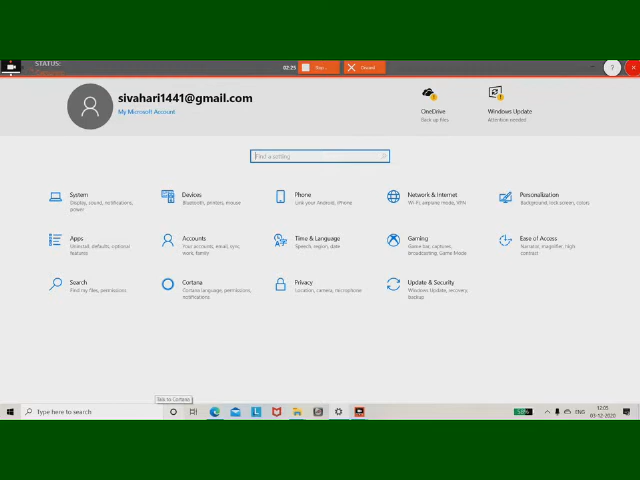 STATUS:
02:25
Discard
sivahari1441@gmail.com
My Microsoft Account
OneDrive
Back up files
Windows Update
Attention needed
Find a setting
System
Display, sound, notifications,
power
Devices
Bluetooth, printers, mouse
Phone
Link your Android, iPhone
Network & Internet
Wi-Fi, airplane mode, VPN
Personalization
Background, lock screen, colors
Apps
Uninstall, defaults, optional
features
Accounts
Your accounts, email, sync,
work, family
Time & Language
Speech, region, date
Gaming
Game bar, captures,
broadcasting, Game Mode
Ease of Access
Narrator, magnifier, high
contrast
Search
Find my files, permissions
Cortana
Cortana language, permissions,
notifications
Privacy
Location, camera, microphone
Update & Security
Windows Update, recovery,
backup
Talk to Cortana
Type here to search
58%
ENG
12:05
03-12-2020